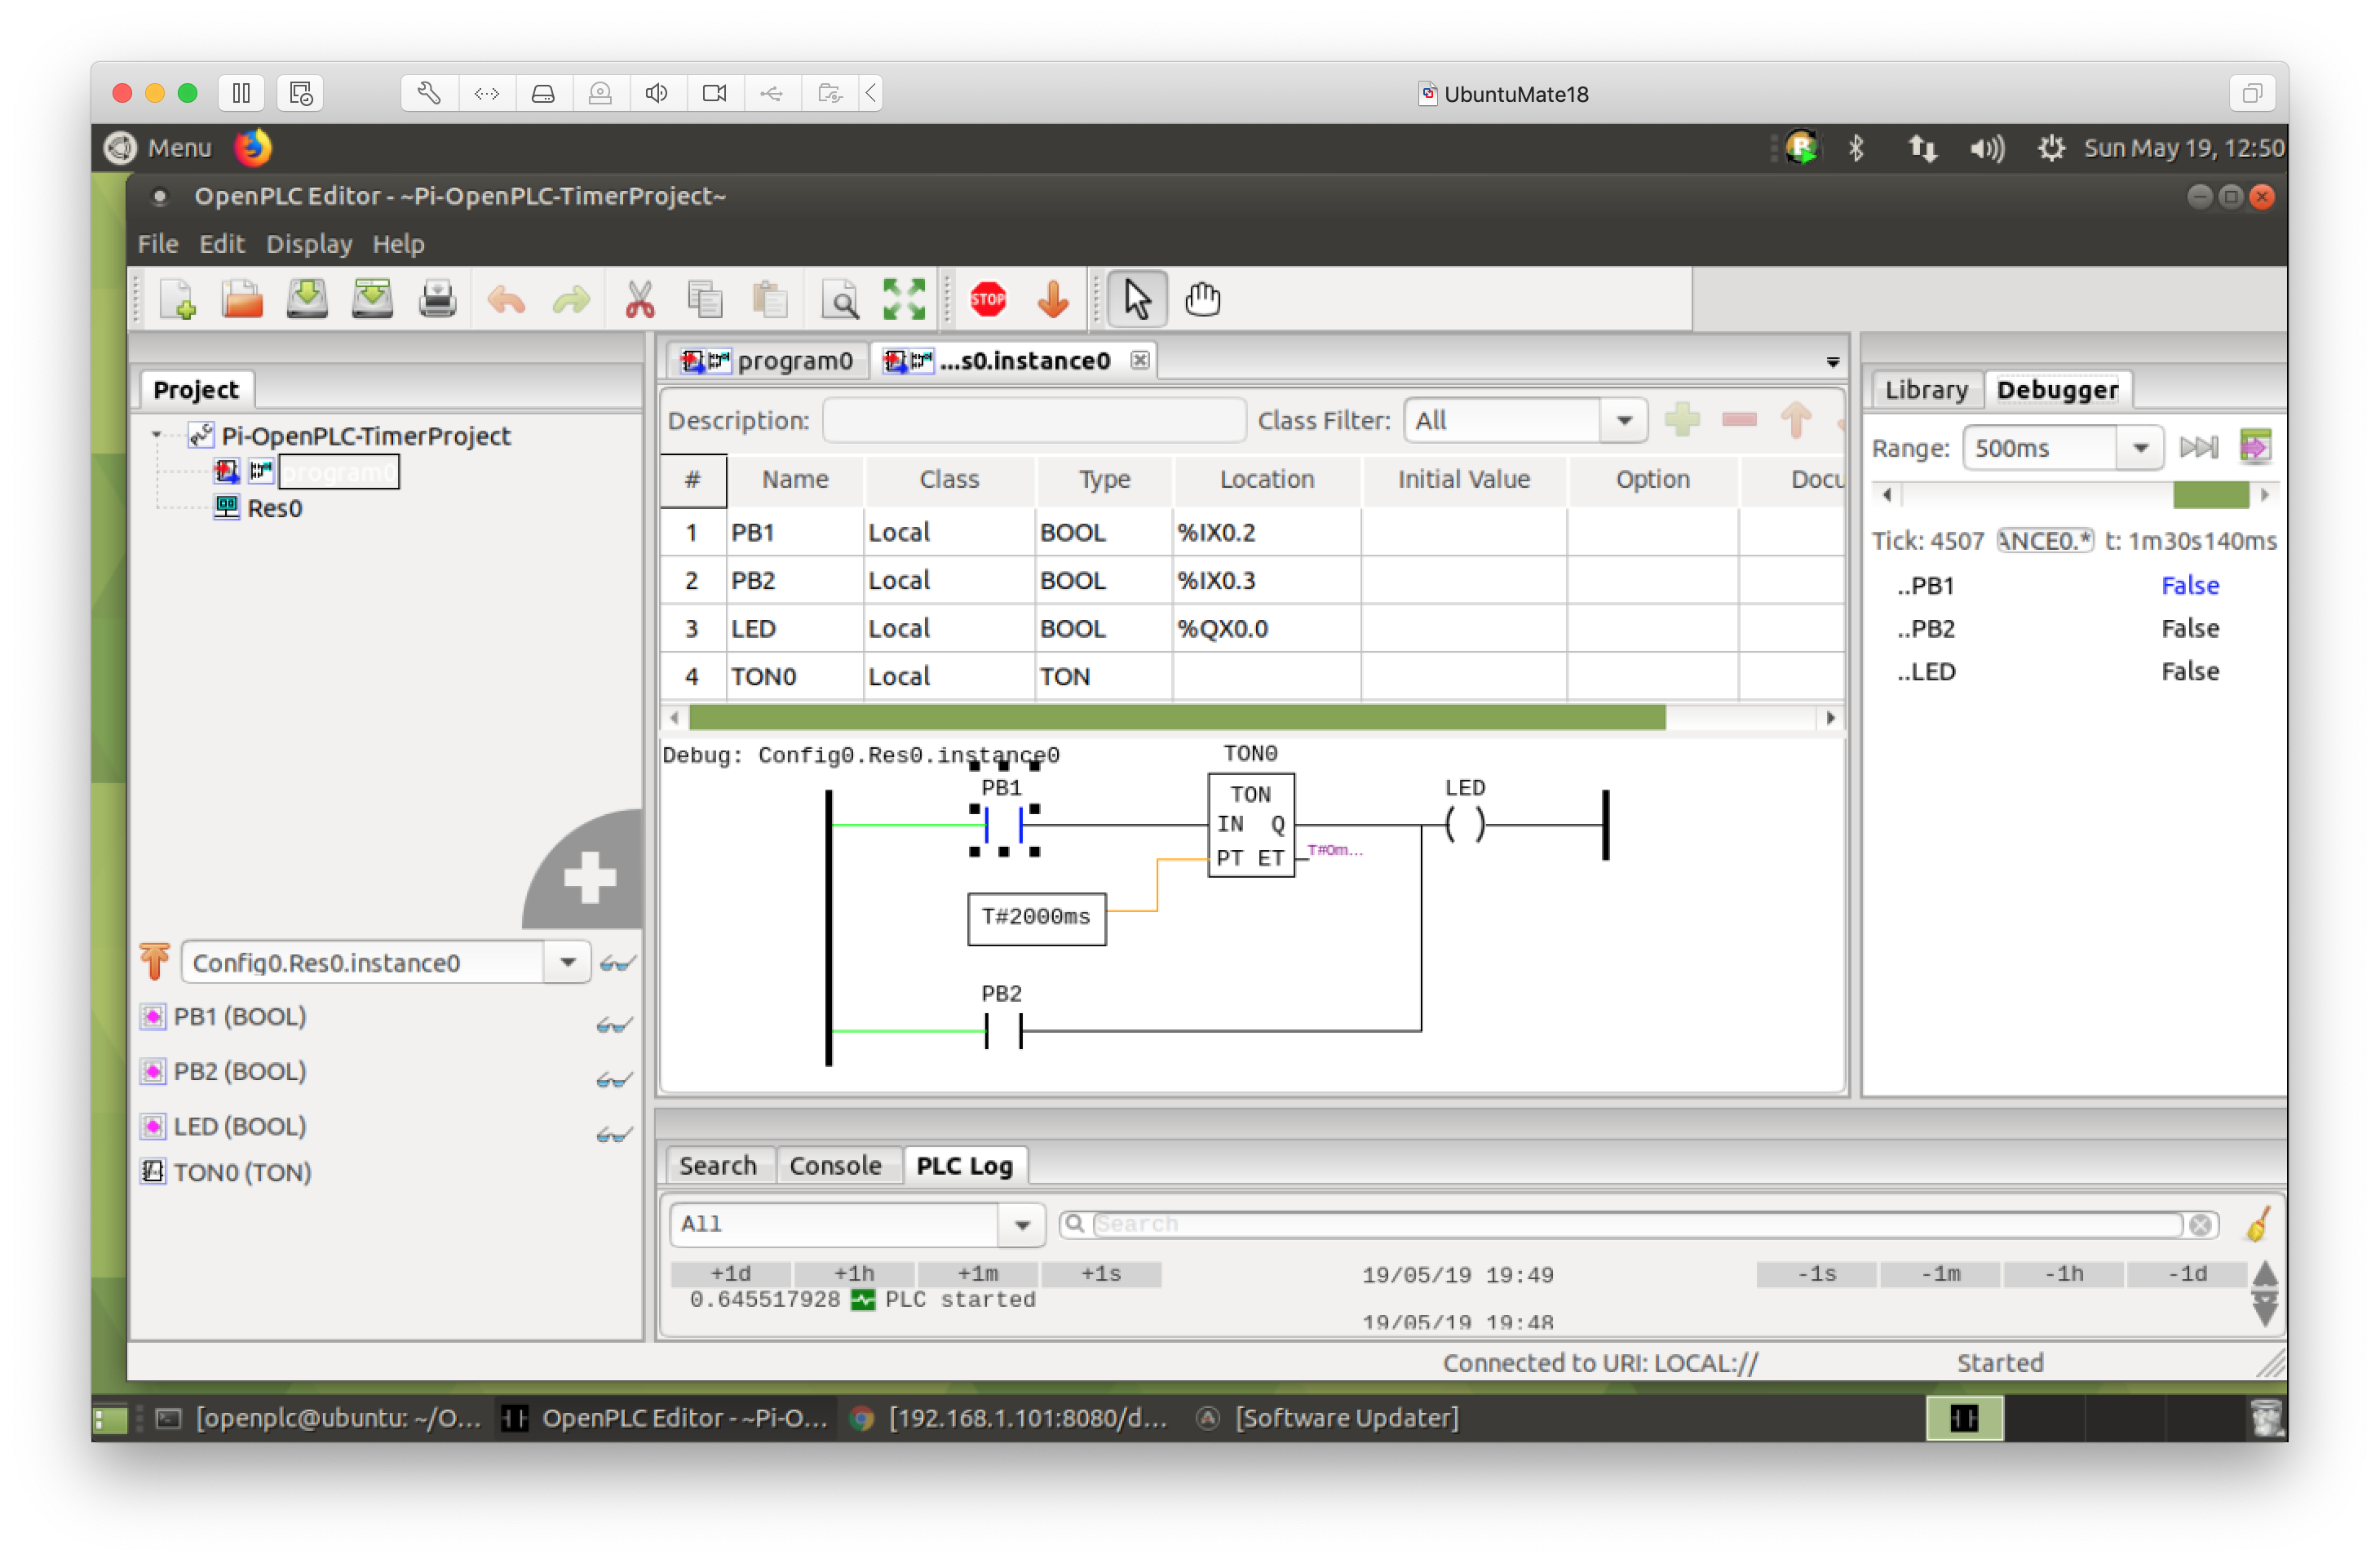 UbuntuMate18
Menu
Sun May 19, 12:50
OpenPLC Editor - ~Pi-OpenPLC-TimerProject~
File Edit Display Help
STOP
Project
Pi-OpenPLC-TimerProject
program0
Res0
program0 ...s0.instance0
Description: Class Filter: All
# Name Class Type Location Initial Value Option Docu
1 PB1 Local BOOL %IX0.2
2 PB2 Local BOOL %IX0.3
3 LED Local BOOL %QX0.0
4 TON0 Local TON
Debug: Config0.Res0.instance0
TON0
PB1
TON
IN Q
PT ET
T#0m...
LED
T#2000ms
PB2
Library Debugger
Range: 500ms
Tick: 4507 ANCE0.* t: 1m30s140ms
..PB1 False
..PB2 False
..LED False
Config0.Res0.instance0
PB1 (BOOL)
PB2 (BOOL)
LED (BOOL)
TON0 (TON)
Search Console PLC Log
All Search
+1d +1h +1m +1s 19/05/19 19:49 -1s -1m -1h -1d
0.645517928 PLC started
19/05/19 19:48
Connected to URI: LOCAL:// Started
[openplc@ubuntu: ~/O... OpenPLC Editor - ~Pi-O... [192.168.1.101:8080/d... [Software Updater]